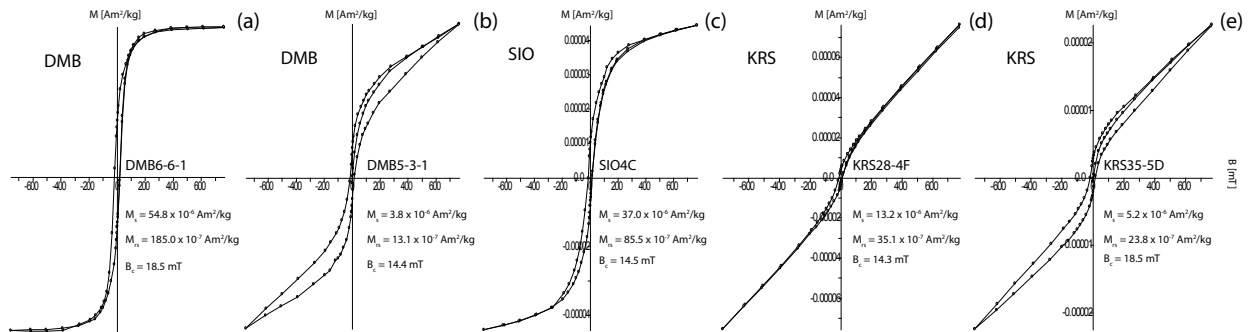 M [Am²/kg] (a)
DMB
-600 -400 -200 0 200 400 600
DMB6-6-1
Mₛ = 54.8 x 10⁻⁶ Am²/kg
Mᵣₛ = 185.0 x 10⁻⁷ Am²/kg
B꜀ = 18.5 mT
M [Am²/kg] (b)
DMB
-600 -400 -200 0 200 400 600
DMB5-3-1
Mₛ = 3.8 x 10⁻⁶ Am²/kg
Mᵣₛ = 13.1 x 10⁻⁷ Am²/kg
B꜀ = 14.4 mT
M [Am²/kg] (c)
SIO
0.00004
0.00003
0.00002
0.00001
0.0
-600 -400 -200 0 200 400 600
SIO4C
-0.00002
-0.00004
Mₛ = 37.0 x 10⁻⁶ Am²/kg
Mᵣₛ = 85.5 x 10⁻⁷ Am²/kg
B꜀ = 14.5 mT
M [Am²/kg] (d)
KRS
0.00006
0.00004
0.00002
0.0
-600 -400 -200 0 200 400 600
KRS28-4F
-0.00002
-0.00004
-0.00006
Mₛ = 13.2 x 10⁻⁶ Am²/kg
Mᵣₛ = 35.1 x 10⁻⁷ Am²/kg
B꜀ = 14.3 mT
M [Am²/kg] (e)
KRS
0.00002
0.00001
0.0
-600 -400 -200 0 200 400 600
KRS35-5D
-0.00001
-0.00002
Mₛ = 5.2 x 10⁻⁶ Am²/kg
Mᵣₛ = 23.8 x 10⁻⁷ Am²/kg
B꜀ = 18.5 mT
B [mT]